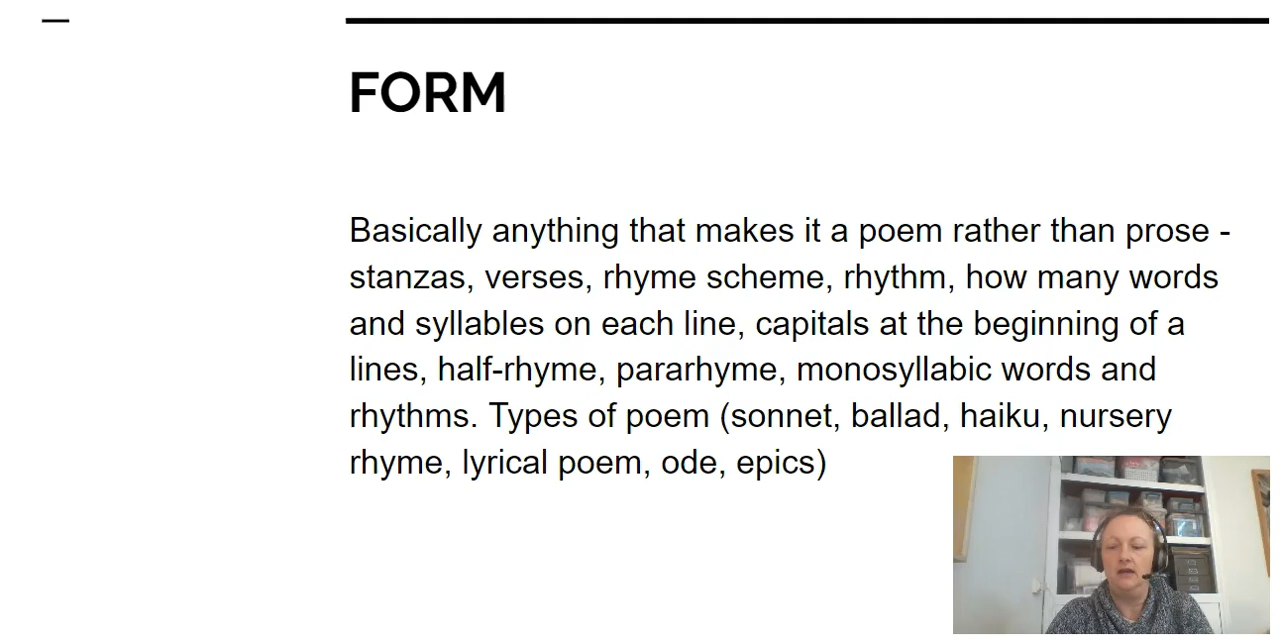 FORM
Basically anything that makes it a poem rather than prose -
stanzas, verses, rhyme scheme, rhythm, how many words
and syllables on each line, capitals at the beginning of a
lines, half-rhyme, pararhyme, monosyllabic words and
rhythms. Types of poem (sonnet, ballad, haiku, nursery
rhyme, lyrical poem, ode, epics)